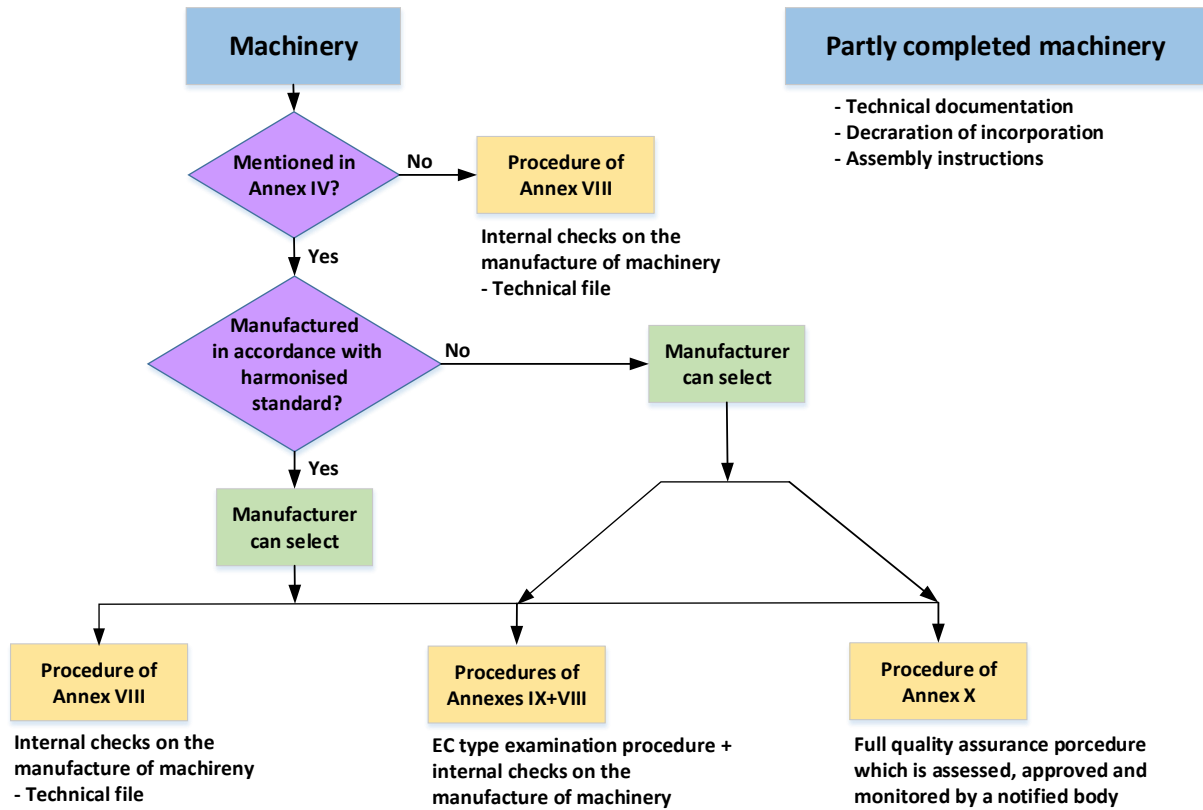 Machinery
Partly completed machinery
- Technical documentation
- Decraration of incorporation
- Assembly instructions
Mentioned in
Annex IV?
No
Procedure of
Annex VIII
Internal checks on the
manufacture of machinery
- Technical file
Yes
Manufactured
in accordance with
harmonised
standard?
No
Manufacturer
can select
Yes
Manufacturer
can select
Procedure of
Annex VIII
Internal checks on the
manufacture of machireny
- Technical file
Procedures of
Annexes IX+VIII
EC type examination procedure +
internal checks on the
manufacture of machinery
Procedure of
Annex X
Full quality assurance porcedure
which is assessed, approved and
monitored by a notified body